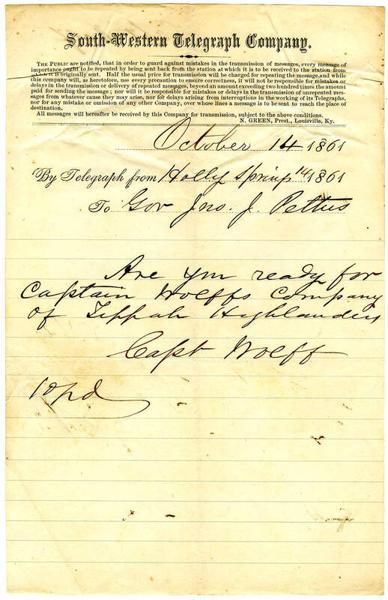 South-Western Telegraph Company.
THE PUBLIC are notified, that in order to guard against mistakes in the transmission of messages, every message of
importance ought to be repeated by being sent back from the station at which it is to be received to the station from
which it is originally sent. Half the usual price for transmission will be charged for repeating the message, and while
this company will, as heretofore, use every precaution to ensure correctness, it will not be responsible for mistakes or
delays in the transmission or delivery of repeated messages, beyond an amount exceeding two hundred times the amount
paid for sending the message; nor will it be responsible for mistakes or delays in the transmission of unrepeated mes-
sages from whatever cause they may arise, nor for delays arising from interruptions in the working of its Telegraphs,
nor for any mistake or omission of any other Company, over whose lines a message is to be sent to reach the place of
destination.
All messages will hereafter be received by this Company for transmission, subject to the above conditions.
N. GREEN, Prest., Louisville, Ky.
October 14 1861
By Telegraph from Holly Springs 14 1861
To Gov Jno. J. Pettus
Are you ready for
Captain Wolffs Company
of Tippah Highlanders
Capt Wolff
10 pd